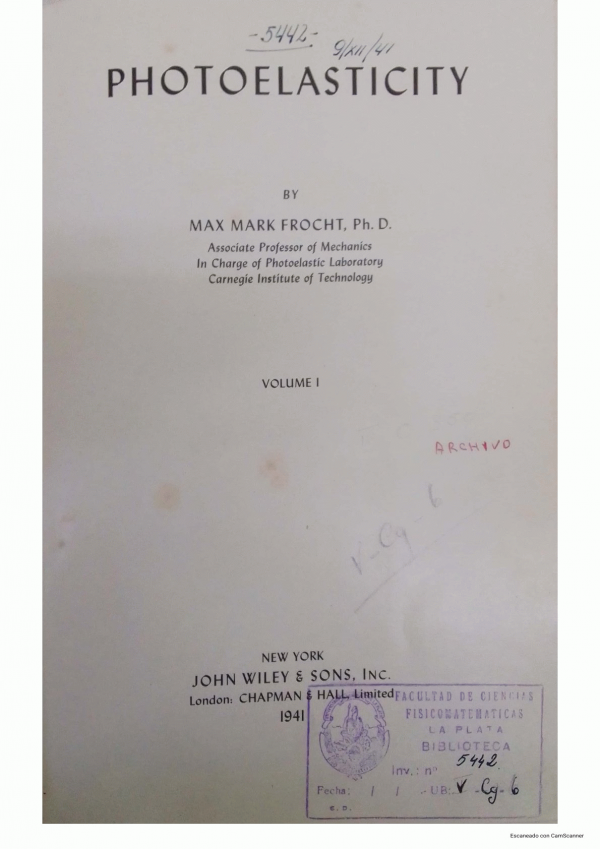 -5442-
9/XII/41
PHOTOELASTICITY
BY
MAX MARK FROCHT, Ph. D.
Associate Professor of Mechanics
In Charge of Photoelastic Laboratory
Carnegie Institute of Technology
VOLUME I
ARCHIVO
V-Cg-6
NEW YORK
JOHN WILEY & SONS, INC.
London: CHAPMAN & HALL, Limited
1941
FACULTAD DE CIENCIAS
FISICOMATEMATICAS
LA PLATA
BIBLIOTECA
Inv.: nº 5442
Fecha: / / - UB: V-Cg-6
Escaneado con CamScanner